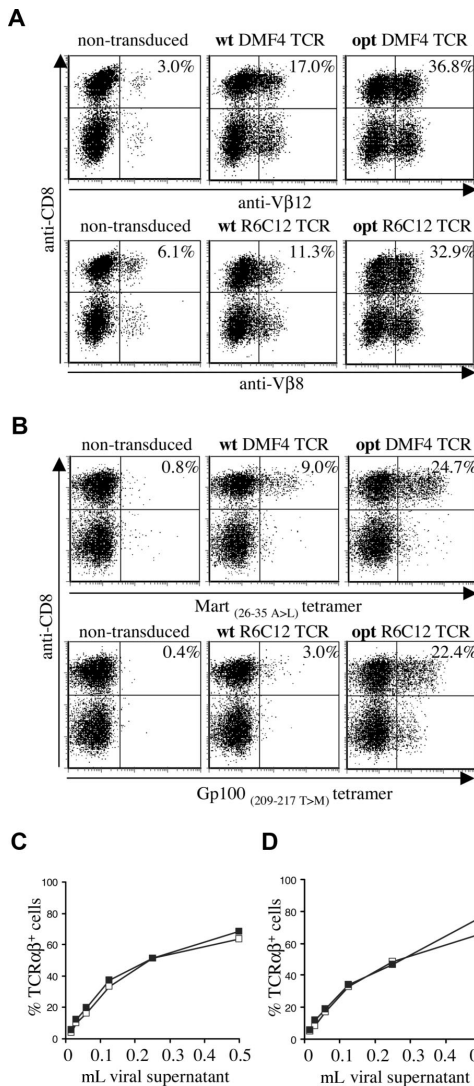 A
non-transduced wt DMF4 TCR opt DMF4 TCR
3.0% 17.0% 36.8%
anti-CD8
anti-Vβ12
non-transduced wt R6C12 TCR opt R6C12 TCR
6.1% 11.3% 32.9%
anti-Vβ8
B
non-transduced wt DMF4 TCR opt DMF4 TCR
0.8% 9.0% 24.7%
anti-CD8
Mart (26-35 A>L) tetramer
non-transduced wt R6C12 TCR opt R6C12 TCR
0.4% 3.0% 22.4%
Gp100 (209-217 T>M) tetramer
C
% TCRαβ+ cells
100
80
60
40
20
0
0 0.1 0.2 0.3 0.4 0.5
mL viral supernatant
D
% TCRαβ+ cells
100
80
60
40
20
0
0 0.1 0.2 0.3 0.4
mL viral supernatant